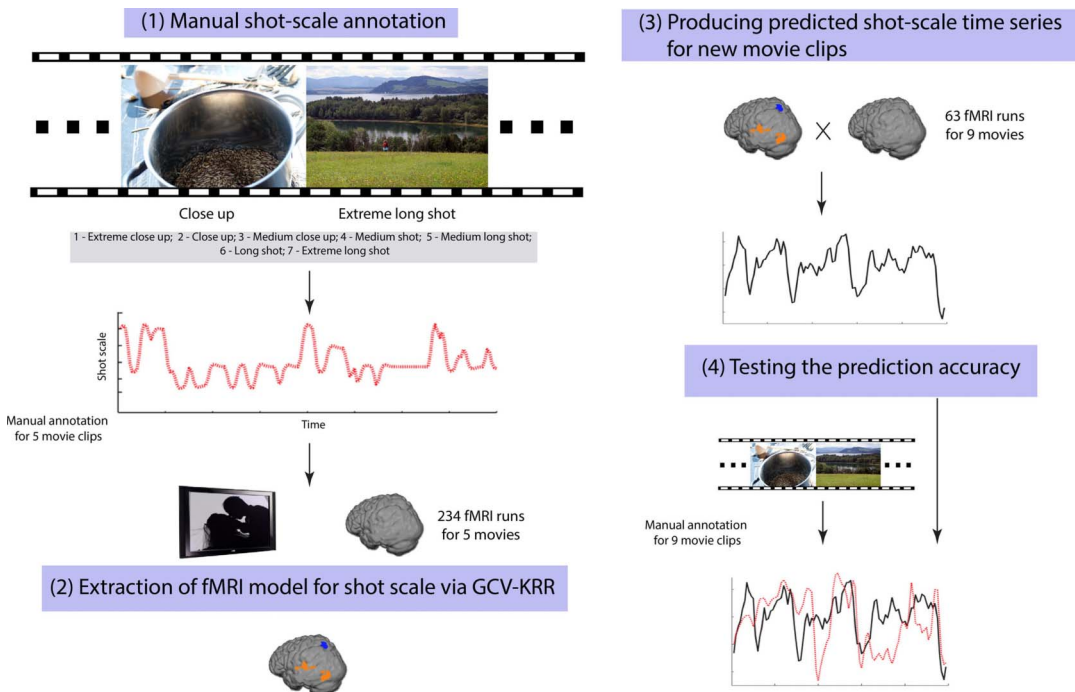 (1) Manual shot-scale annotation
Close up
Extreme long shot
1 - Extreme close up; 2 - Close up; 3 - Medium close up; 4 - Medium shot; 5 - Medium long shot;
6 - Long shot; 7 - Extreme long shot
Shot scale
Time
Manual annotation
for 5 movie clips
234 fMRI runs
for 5 movies
(2) Extraction of fMRI model for shot scale via GCV-KRR
(3) Producing predicted shot-scale time series
for new movie clips
63 fMRI runs
for 9 movies
(4) Testing the prediction accuracy
Manual annotation
for 9 movie clips